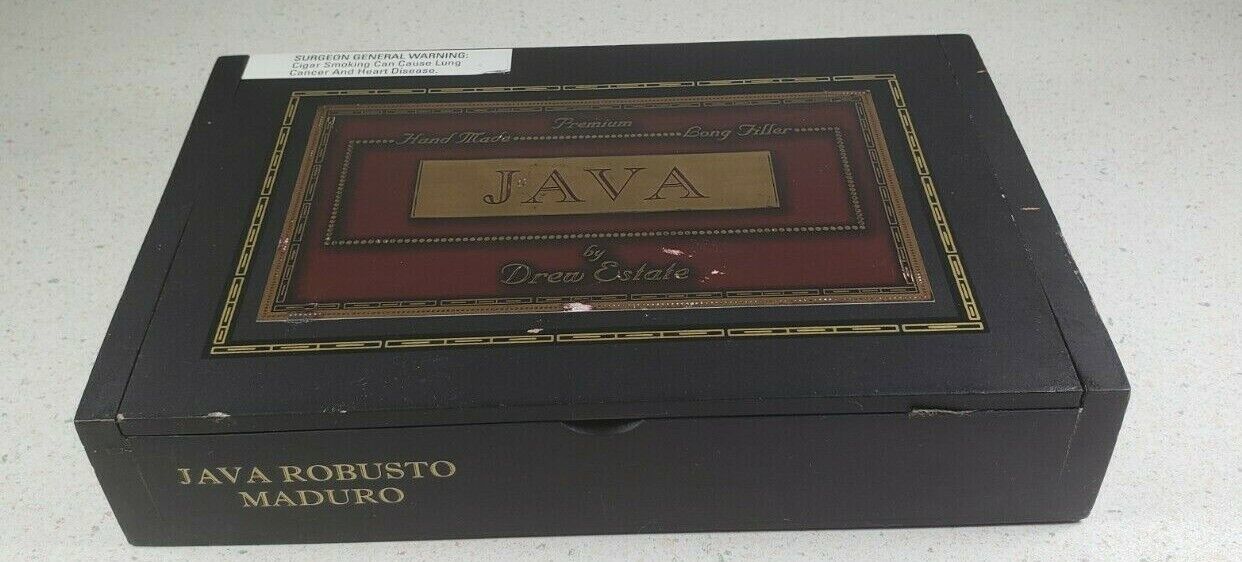 SURGEON GENERAL WARNING:
Cigar Smoking Can Cause Lung
Cancer And Heart Disease.
Premium
Hand Made Long Filler
JAVA
by
Drew Estate
JAVA ROBUSTO
MADURO